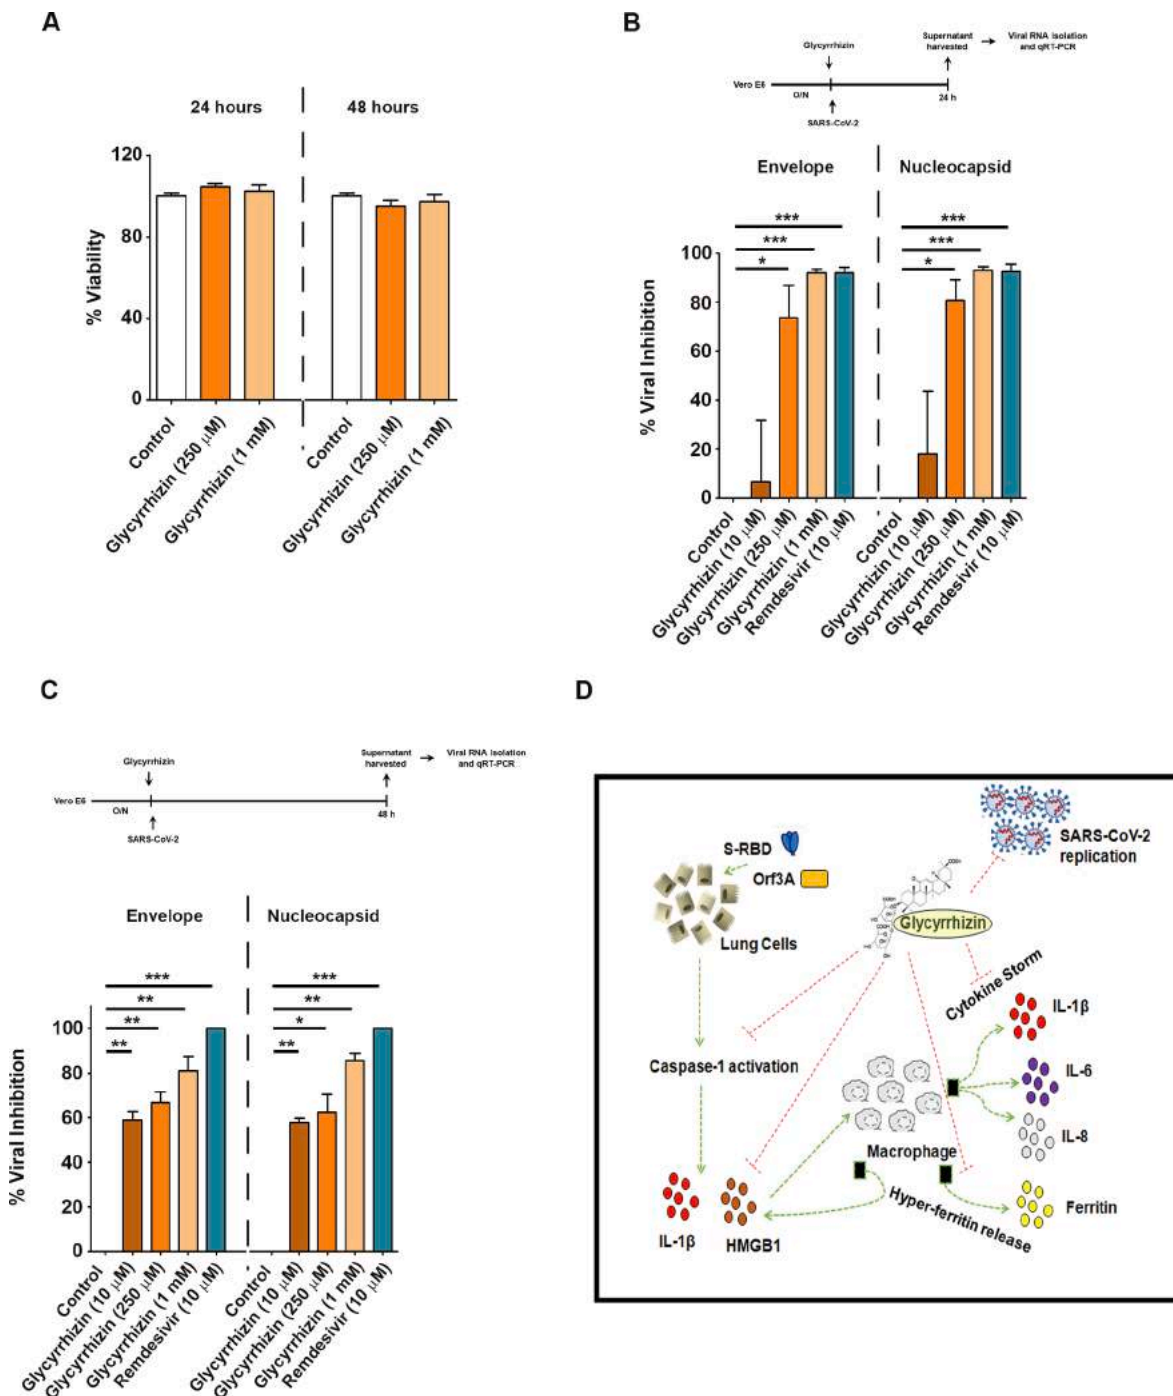 A
24 hours
48 hours
% Viability
120
80
40
0
Control
Glycyrrhizin (250 µM)
Glycyrrhizin (1 mM)
Control
Glycyrrhizin (250 µM)
Glycyrrhizin (1 mM)
B
Glycyrrhizin
Supernatant
harvested
Viral RNA Isolation
and qRT-PCR
Vero E6
O/N
24 h
SARS-CoV-2
Envelope
Nucleocapsid
***
***
*
***
***
*
% Viral Inhibition
100
80
60
40
20
0
Control
Glycyrrhizin (10 µM)
Glycyrrhizin (250 µM)
Glycyrrhizin (1 mM)
Remdesivir (10 µM)
Control
Glycyrrhizin (10 µM)
Glycyrrhizin (250 µM)
Glycyrrhizin (1 mM)
Remdesivir (10 µM)
C
Glycyrrhizin
Supernatant
harvested
Viral RNA Isolation
and qRT-PCR
Vero E6
O/N
48 h
SARS-CoV-2
Envelope
Nucleocapsid
***
**
**
**
***
**
*
**
% Viral Inhibition
100
80
60
40
20
0
Control
Glycyrrhizin (10 µM)
Glycyrrhizin (250 µM)
Glycyrrhizin (1 mM)
Remdesivir (10 µM)
Control
Glycyrrhizin (10 µM)
Glycyrrhizin (250 µM)
Glycyrrhizin (1 mM)
Remdesivir (10 µM)
D
S-RBD
Orf3A
Lung Cells
SARS-CoV-2
replication
Glycyrrhizin
Cytokine Storm
IL-1β
Caspase-1 activation
IL-6
IL-8
Macrophage
Hyper-ferritin release
Ferritin
IL-1β
HMGB1